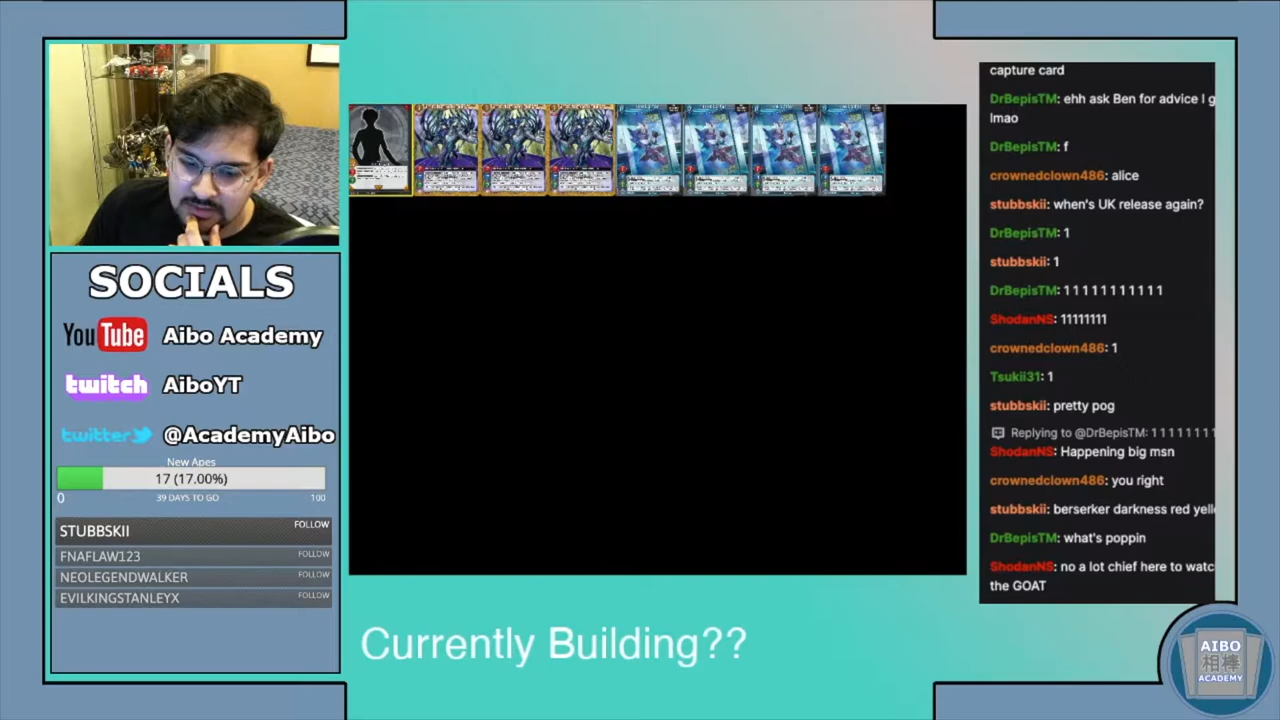 SOCIALS
YouTube Aibo Academy
twitch AiboYT
twitter @AcademyAibo
New Apes
17 (17.00%)
0 39 DAYS TO GO 100
STUBBSKII FOLLOW
FNAFLAW123 FOLLOW
NEOLEGENDWALKER FOLLOW
EVILKINGSTANLEYX FOLLOW
Currently Building??
capture card
DrBepisTM: ehh ask Ben for advice I g
lmao
DrBepisTM: f
crownedclown486: alice
stubbskii: when's UK release again?
DrBepisTM: 1
stubbskii: 1
DrBepisTM: 1 1 1 1 1 1 1 1 1 1 1
ShodanNS: 11111111
crownedclown486: 1
Tsukii31: 1
stubbskii: pretty pog
Replying to @DrBepisTM: 1 1 1 1 1 1 1 1
ShodanNS: Happening big msn
crownedclown486: you right
stubbskii: berserker darkness red yell
DrBepisTM: what's poppin
ShodanNS: no a lot chief here to watc
the GOAT
AIBO
相棒
ACADEMY